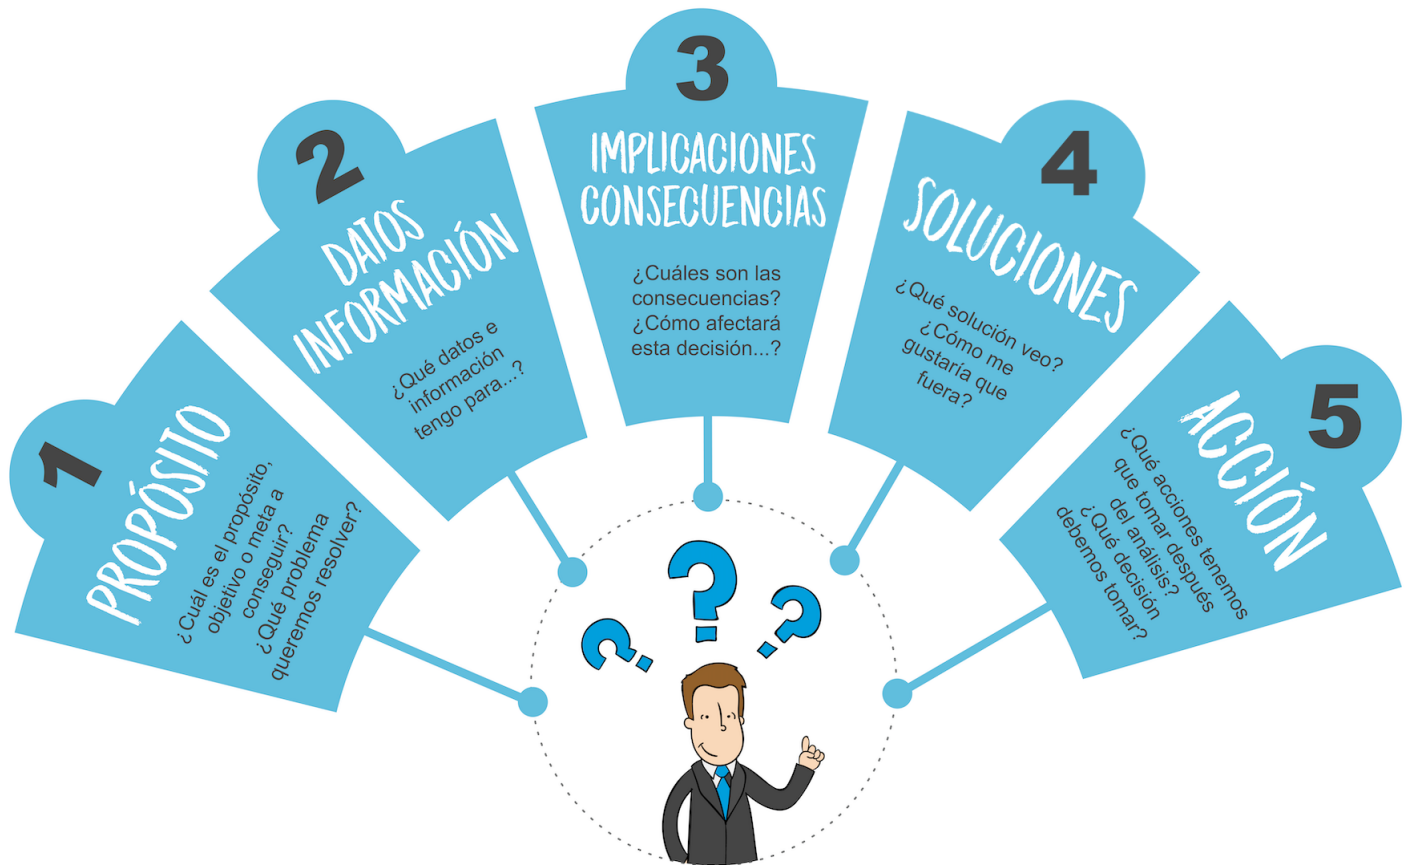 1
PROPÓSITO
¿Cuál es el propósito,
objetivo o meta a
conseguir?
¿Qué problema
queremos resolver?
2
DATOS
INFORMACIÓN
¿Qué datos e
información
tengo para...?
3
IMPLICACIONES
CONSECUENCIAS
¿Cuáles son las
consecuencias?
¿Cómo afectará
esta decisión...?
4
SOLUCIONES
¿Qué solución veo?
¿Cómo me
gustaría que
fuera?
5
ACCIÓN
¿Qué acciones tenemos
que tomar después
del análisis?
¿Qué decisión
debemos tomar?
? ? ?